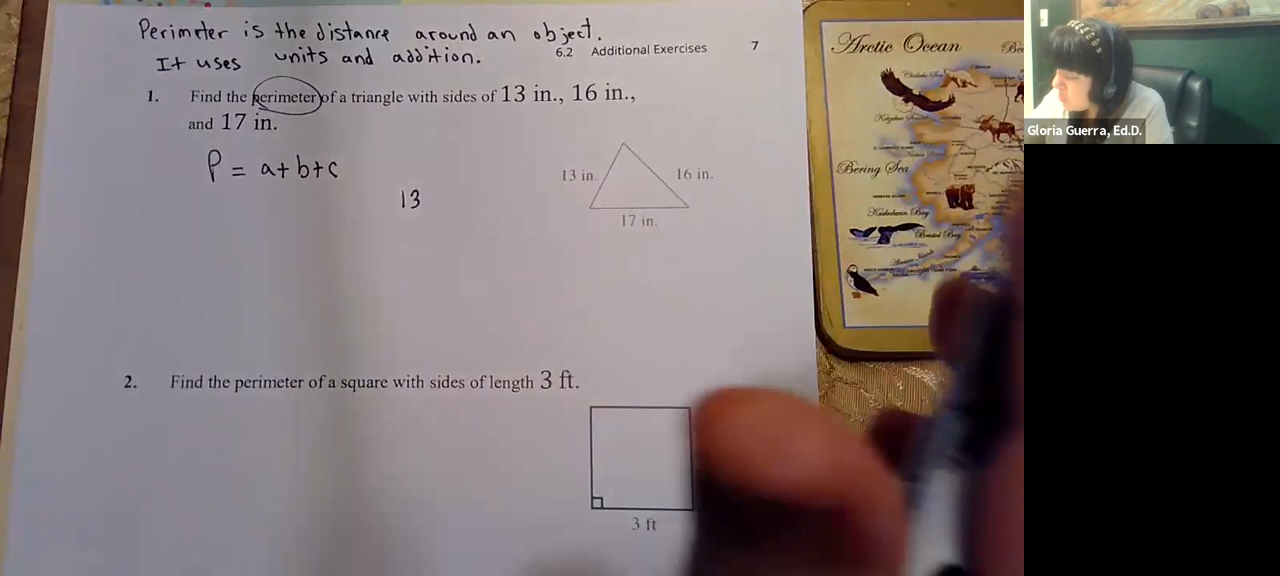 Perimeter is the distance around an object.
It uses units and addition.
6.2 Additional Exercises 7
1. Find the perimeter of a triangle with sides of 13 in., 16 in.,
and 17 in.
P = a+b+c
13
13 in.
16 in.
17 in.
2. Find the perimeter of a square with sides of length 3 ft.
3 ft
Arctic Ocean
Bering Sea
Bristol Bay
Gloria Guerra, Ed.D.